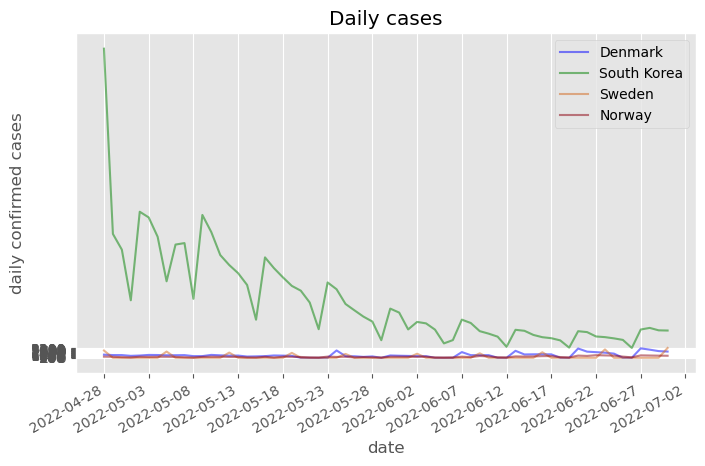 Daily cases
Denmark
South Korea
Sweden
Norway
daily confirmed cases
2022-04-28
2022-05-03
2022-05-08
2022-05-13
2022-05-18
2022-05-23
2022-05-28
2022-06-02
2022-06-07
2022-06-12
2022-06-17
2022-06-22
2022-06-27
2022-07-02
date